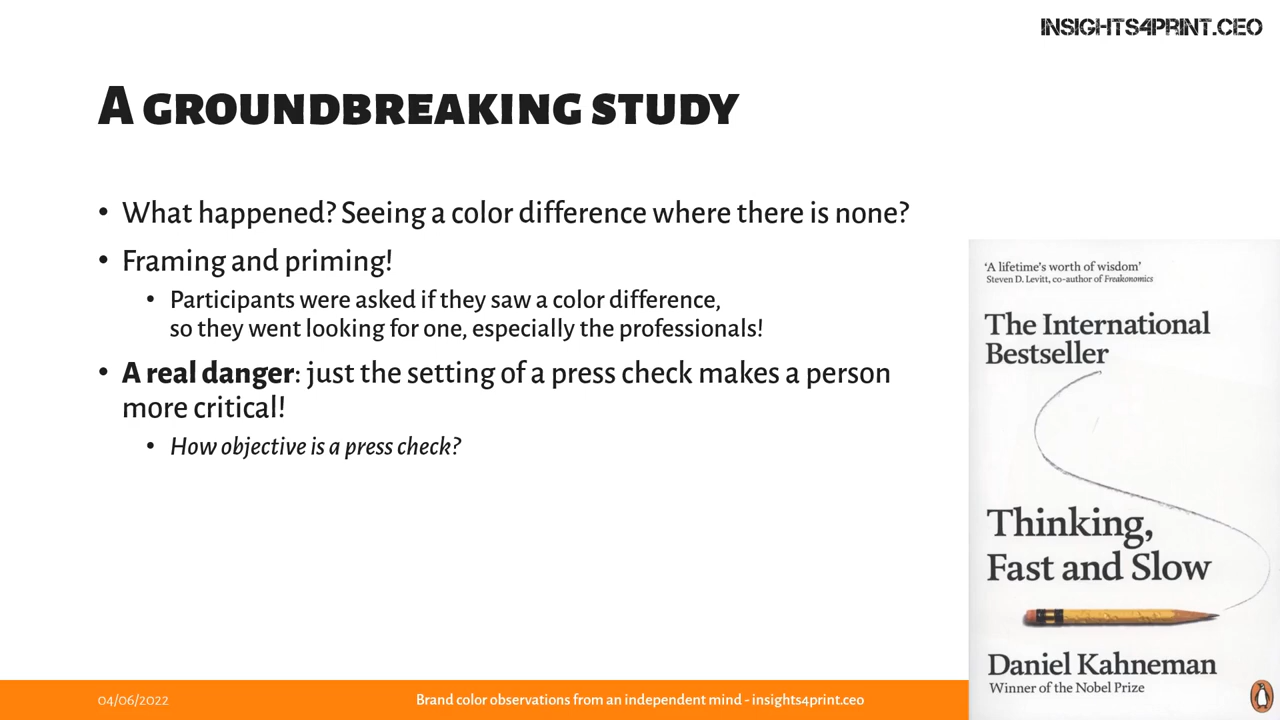 INSIGHTS4PRINT.CEO
A GROUNDBREAKING STUDY
• What happened? Seeing a color difference where there is none?
• Framing and priming!
• Participants were asked if they saw a color difference,
so they went looking for one, especially the professionals!
• A real danger: just the setting of a press check makes a person
more critical!
• How objective is a press check?
‘A lifetime’s worth of wisdom’
Steven D. Levitt, co-author of Freakonomics
The International
Bestseller
Thinking,
Fast and Slow
Daniel Kahneman
Winner of the Nobel Prize
04/06/2022
Brand color observations from an independent mind - insights4print.ceo